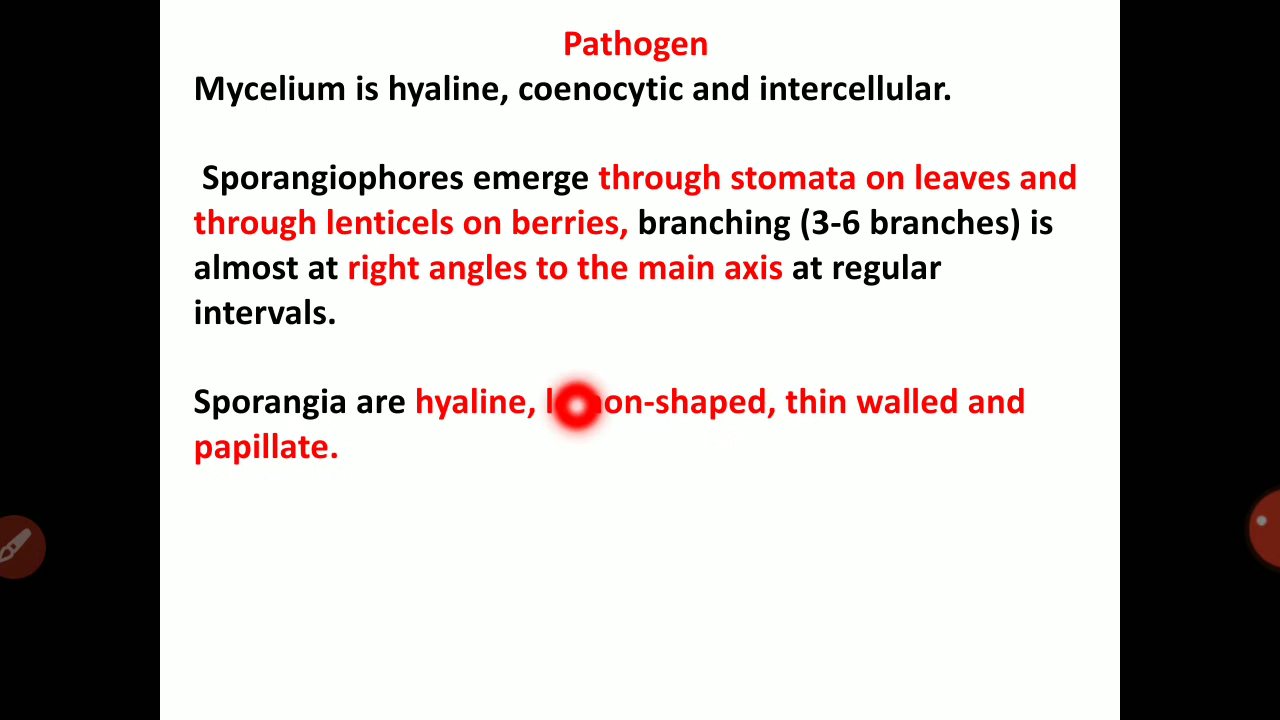 Pathogen
Mycelium is hyaline, coenocytic and intercellular.
Sporangiophores emerge through stomata on leaves and
through lenticels on berries, branching (3-6 branches) is
almost at right angles to the main axis at regular
intervals.
Sporangia are hyaline, lemon-shaped, thin walled and
papillate.